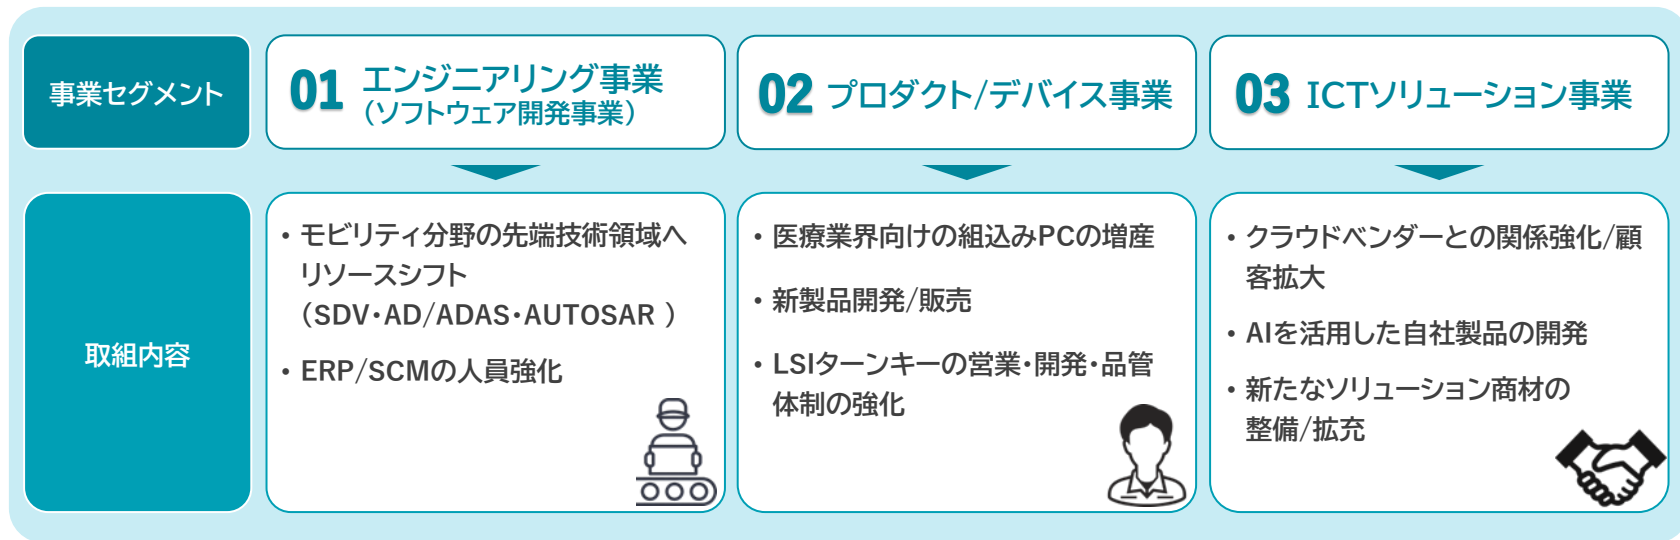 事業セグメント
01 エンジニアリング事業
（ソフトウェア開発事業）
02 プロダクト/デバイス事業
03 ICTソリューション事業
取組内容
・モビリティ分野の先端技術領域へ
リソースシフト
（SDV・AD/ADAS・AUTOSAR ）
・ERP/SCMの人員強化
・医療業界向けの組込みPCの増産
・新製品開発/販売
・LSIターンキーの営業・開発・品管
体制の強化
・クラウドベンダーとの関係強化/顧
客拡大
・AIを活用した自社製品の開発
・新たなソリューション商材の
整備/拡充